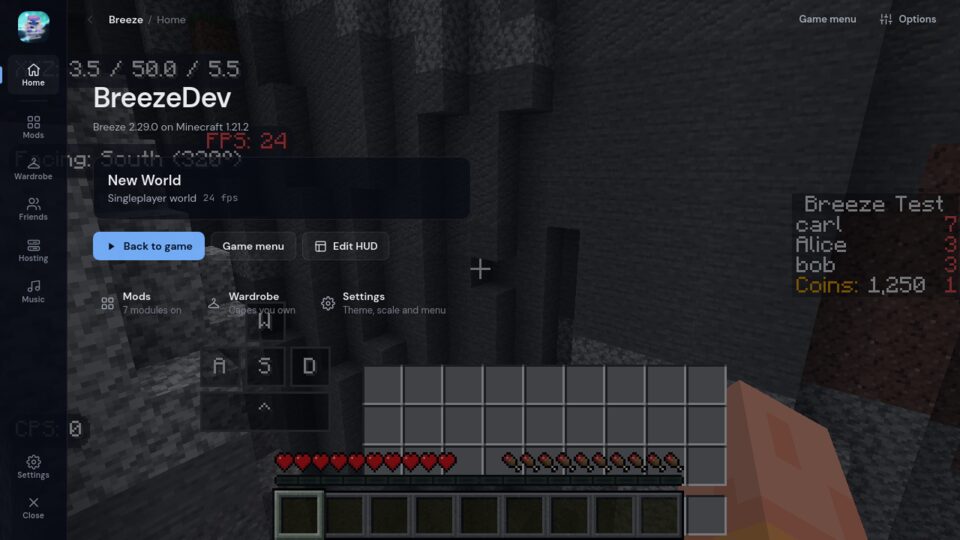 Breeze / Home
Game menu
Options
XYZ: 3.5 / 50.0 / 5.5
Home
BreezeDev
Breeze 2.29.0 on Minecraft 1.21.2
FPS: 24
Mods
Facing: South (320°)
Wardrobe
New World
Singleplayer world 24 fps
Friends
Breeze Test
carl 7
Alice 3
bob 3
Coins: 1,250 1
Hosting
Back to game
Game menu
Edit HUD
Music
Mods
7 modules on
Wardrobe
Capes you own
Settings
Theme, scale and menu
W
A S D
^
CPS: 0
Settings
Close